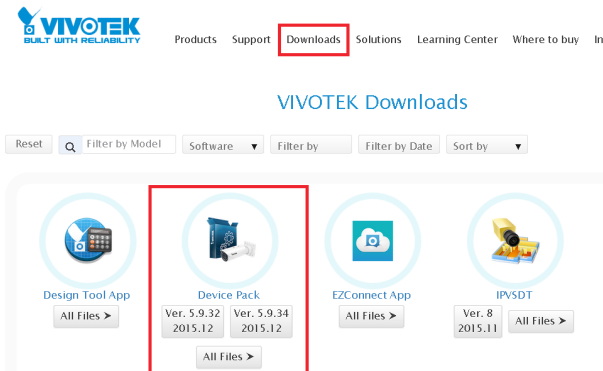 VIVOTEK
BUILT WITH RELIABILITY
Products Support Downloads Solutions Learning Center Where to buy In
VIVOTEK Downloads
Reset Filter by Model Software Filter by Filter by Date Sort by
Design Tool App Device Pack EZConnect App IPVSDT
All Files Ver. 5.9.32 2015.12 Ver. 5.9.34 2015.12 All Files Ver. 8 2015.11 All Files
All Files